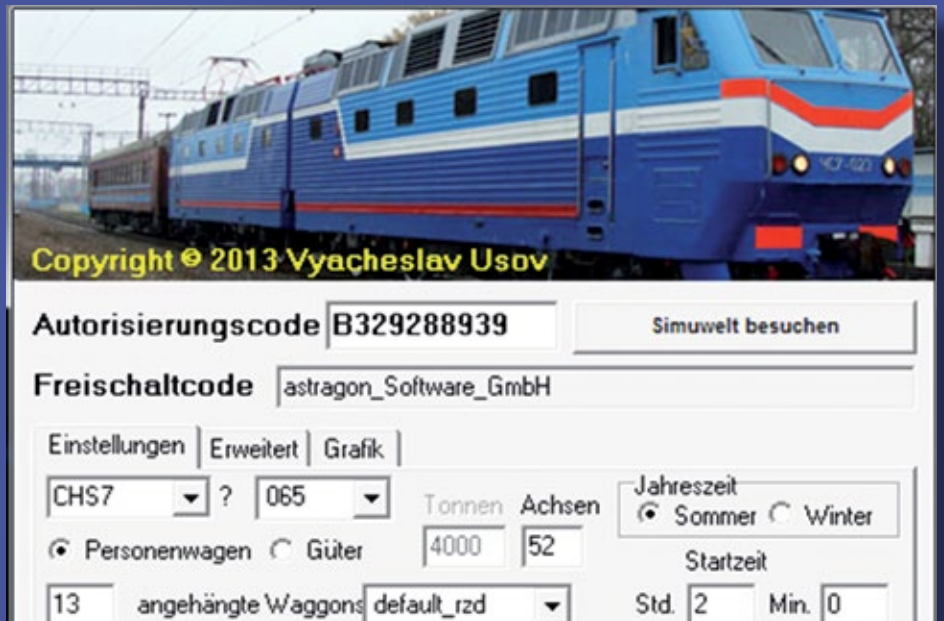 ЧС7-027
Copyright © 2013 Vyacheslav Usov
Autorisierungscode B329288939 Simuwelt besuchen
Freischaltcode astragon_Software_GmbH
Einstellungen Erweitert Grafik
CHS7 ? 065 Tonnen Achsen Jahreszeit
4000 52 Sommer Winter
Personenwagen Güter Startzeit
13 angehängte Waggons default_rzd Std. 2 Min. 0